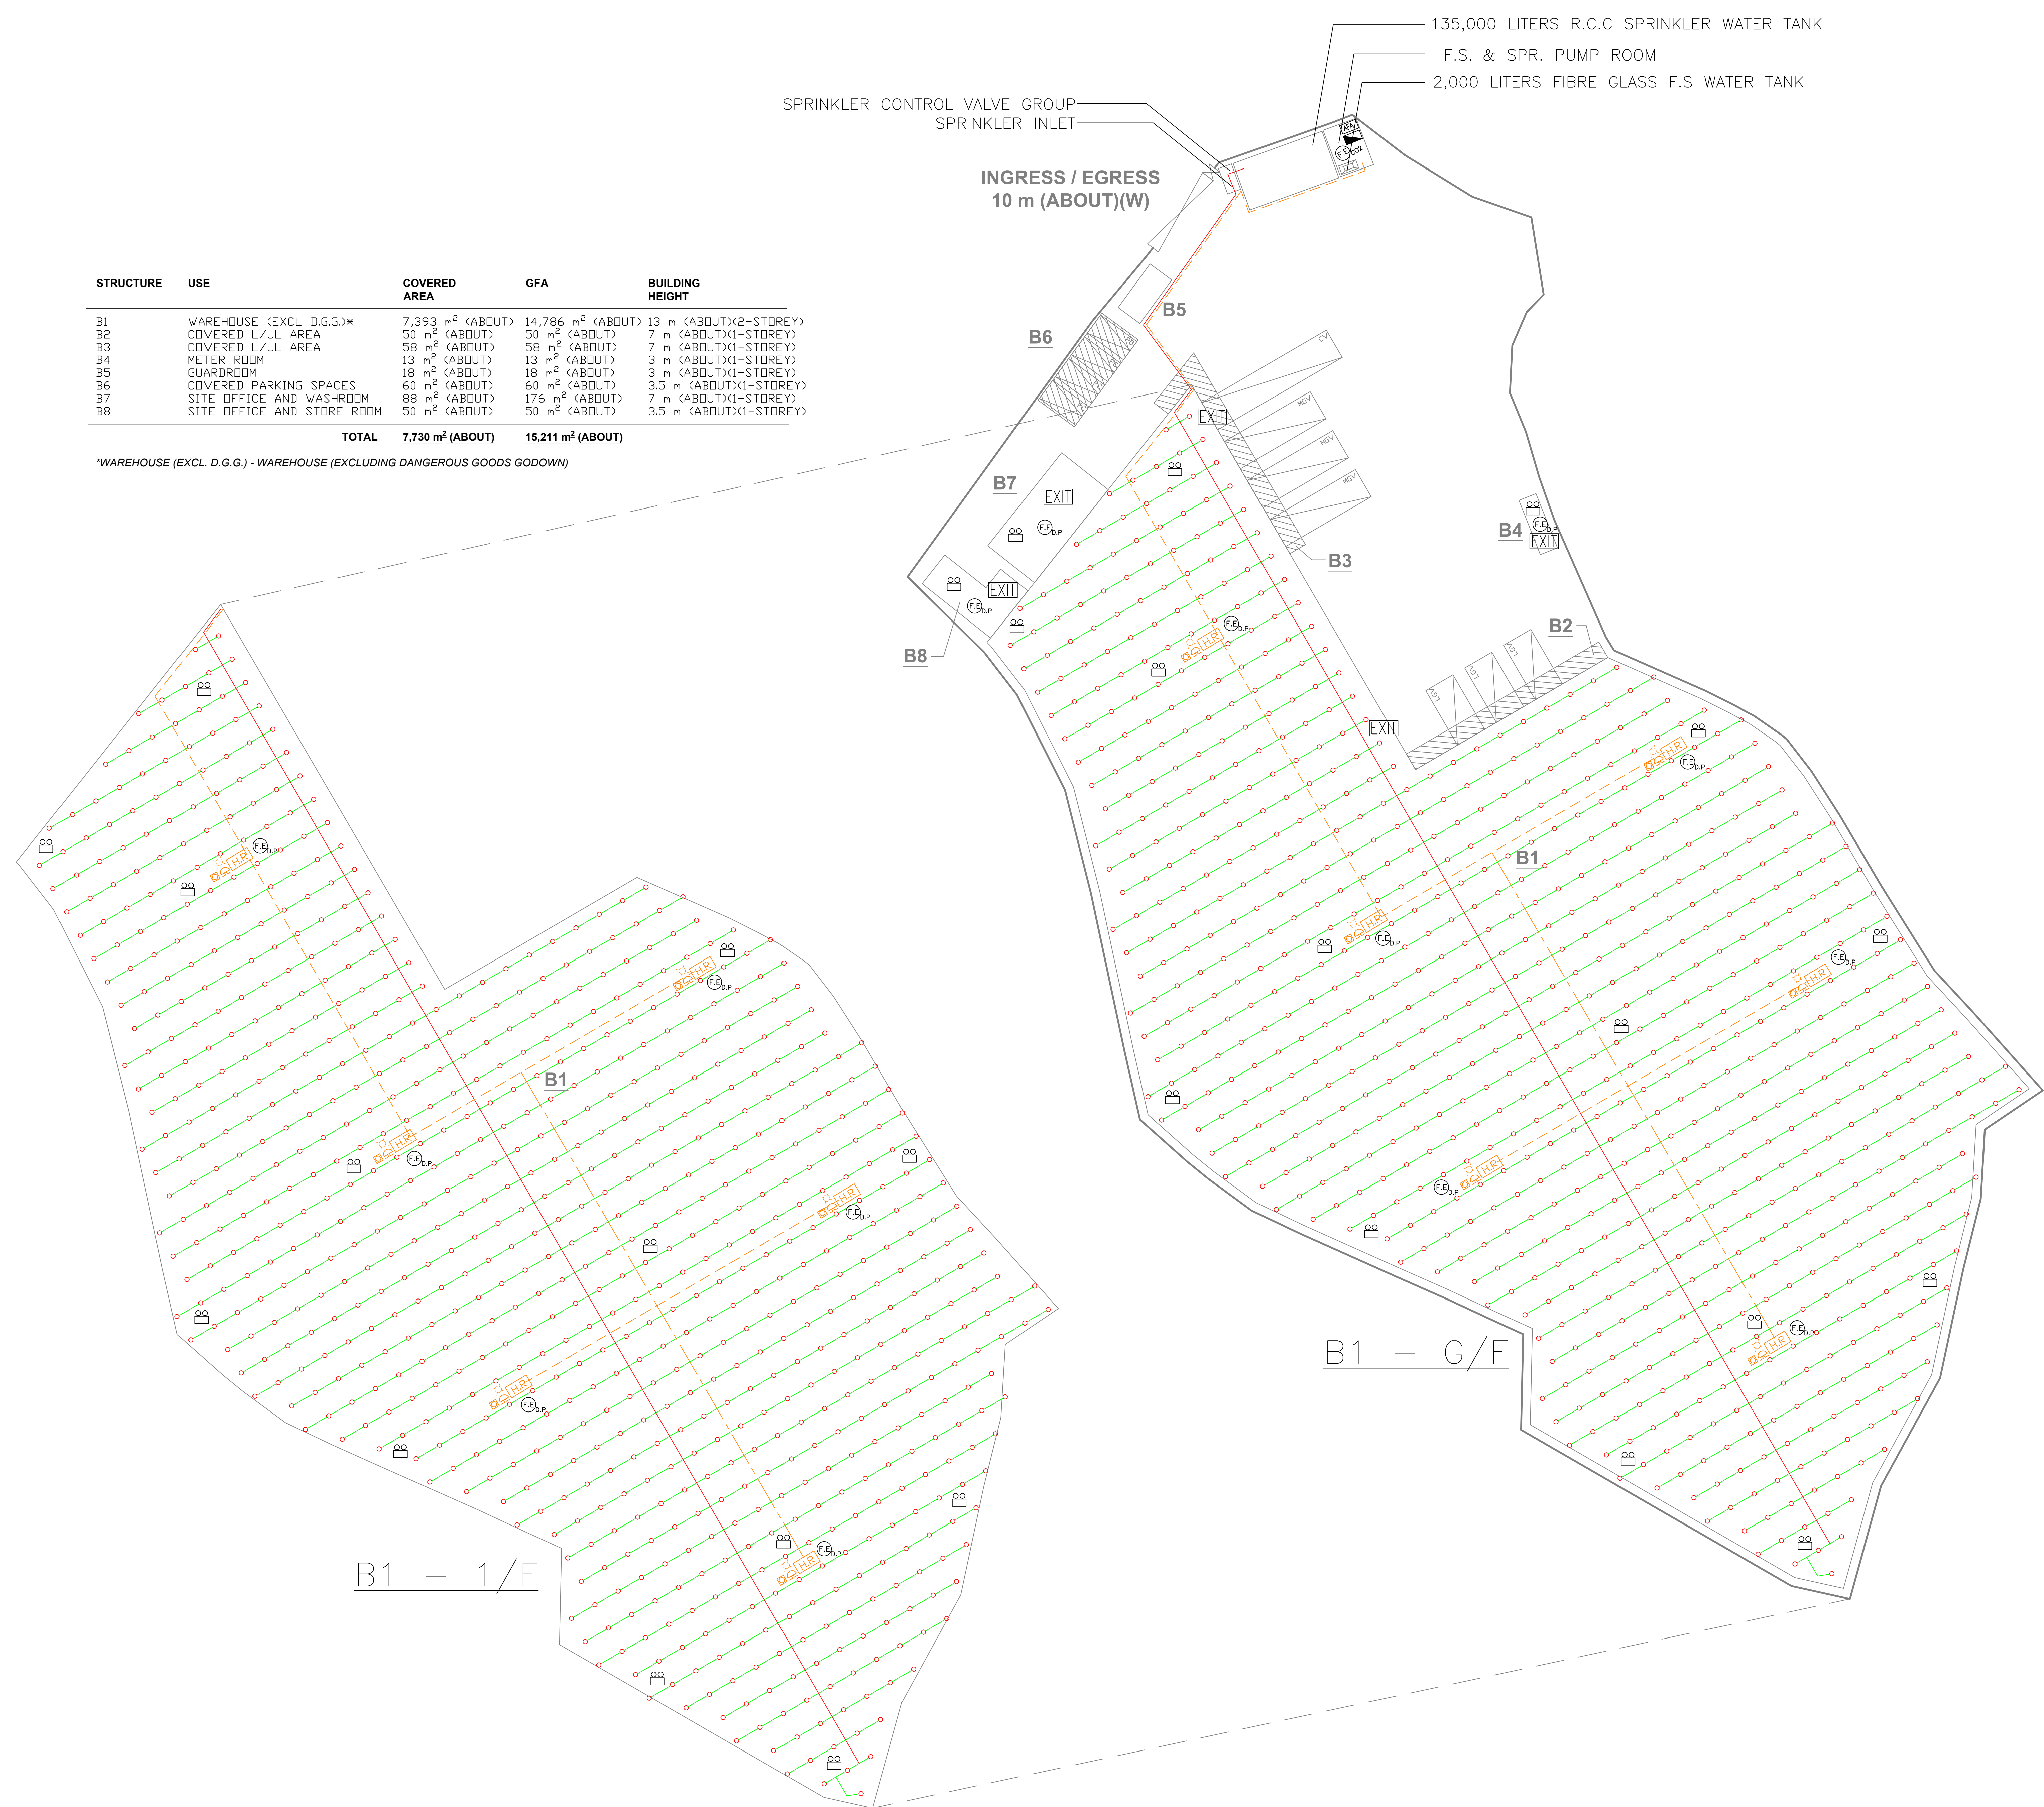 135,000 LITERS R.C.C SPRINKLER WATER TANK
F.S. & SPR. PUMP ROOM
2,000 LITERS FIBRE GLASS F.S WATER TANK
SPRINKLER CONTROL VALVE GROUP
SPRINKLER INLET
AFA
F.E CO2
INGRESS / EGRESS
10 m (ABOUT)(W)
STRUCTURE USE COVERED AREA GFA BUILDING HEIGHT
B1 WAREHOUSE (EXCL D.G.G.)* 7,393 m² (ABOUT) 14,786 m² (ABOUT) 13 m (ABOUT)(2-STOREY)
B2 COVERED L/UL AREA 50 m² (ABOUT) 50 m² (ABOUT) 7 m (ABOUT)(1-STOREY)
B3 COVERED L/UL AREA 58 m² (ABOUT) 58 m² (ABOUT) 7 m (ABOUT)(1-STOREY)
B4 METER ROOM 13 m² (ABOUT) 13 m² (ABOUT) 3 m (ABOUT)(1-STOREY)
B5 GUARDROOM 18 m² (ABOUT) 18 m² (ABOUT) 3 m (ABOUT)(1-STOREY)
B6 COVERED PARKING SPACES 60 m² (ABOUT) 60 m² (ABOUT) 3.5 m (ABOUT)(1-STOREY)
B7 SITE OFFICE AND WASHROOM 88 m² (ABOUT) 176 m² (ABOUT) 7 m (ABOUT)(1-STOREY)
B8 SITE OFFICE AND STORE ROOM 50 m² (ABOUT) 50 m² (ABOUT) 3.5 m (ABOUT)(1-STOREY)
TOTAL 7,730 m² (ABOUT) 15,211 m² (ABOUT)
*WAREHOUSE (EXCL. D.G.G.) - WAREHOUSE (EXCLUDING DANGEROUS GOODS GODOWN)
B5
B6
CV
MGV
EXIT
MGV
MGV
B7
EXIT
F.E D.P
B4
F.E D.P
EXIT
B3
EXIT
F.E D.P
B8
F.E D.P
H.R
B2
LGV
LGV
LGV
EXIT
H.R
F.E D.P
B1
H.R
F.E D.P
H.R
F.E D.P
H.R
F.E D.P
F.E D.P
H.R
B1 - G/F
F.E D.P
H.R
H.R
F.E D.P
B1
H.R
F.E D.P
H.R
F.E D.P
H.R
F.E D.P
F.E D.P
H.R
B1 - 1/F